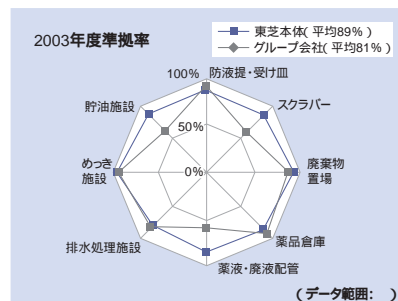 2003年度準拠率
東芝本体(平均89%)
グループ会社(平均81%)
100%
防液提・受け皿
貯油施設
スクラバー
50%
めっき
施設
0%
廃棄物
置場
排水処理施設
薬品倉庫
薬液・廃液配管
(データ範囲: )